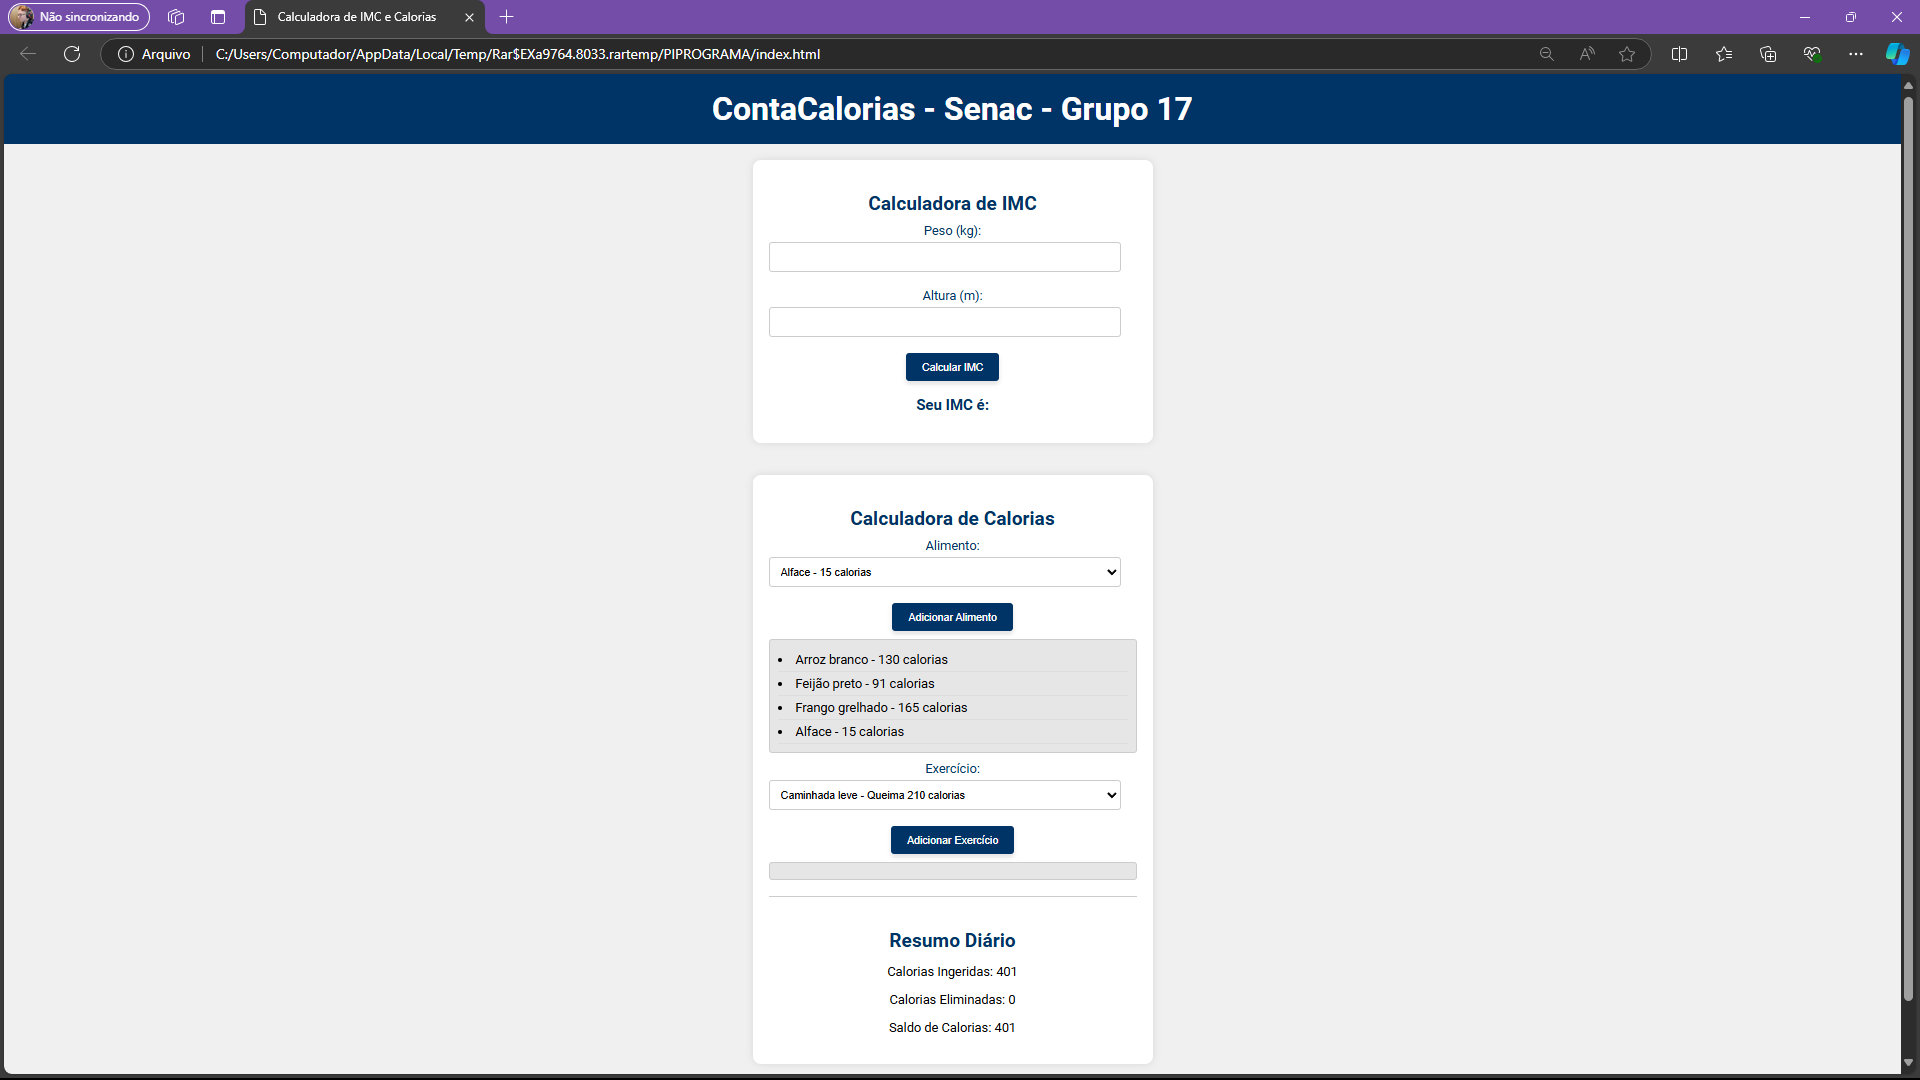 Não sincronizando
Calculadora de IMC e Calorias
Arquivo
C:/Users/Computador/AppData/Local/Temp/Rar$EXa9764.8033.rartemp/PIPROGRAMA/index.html
ContaCalorias - Senac - Grupo 17
Calculadora de IMC
Peso (kg):
Altura (m):
Calcular IMC
Seu IMC é:
Calculadora de Calorias
Alimento:
Alface - 15 calorias
Adicionar Alimento
Arroz branco - 130 calorias
Feijão preto - 91 calorias
Frango grelhado - 165 calorias
Alface - 15 calorias
Exercício:
Caminhada leve - Queima 210 calorias
Adicionar Exercício
Resumo Diário
Calorias Ingeridas: 401
Calorias Eliminadas: 0
Saldo de Calorias: 401